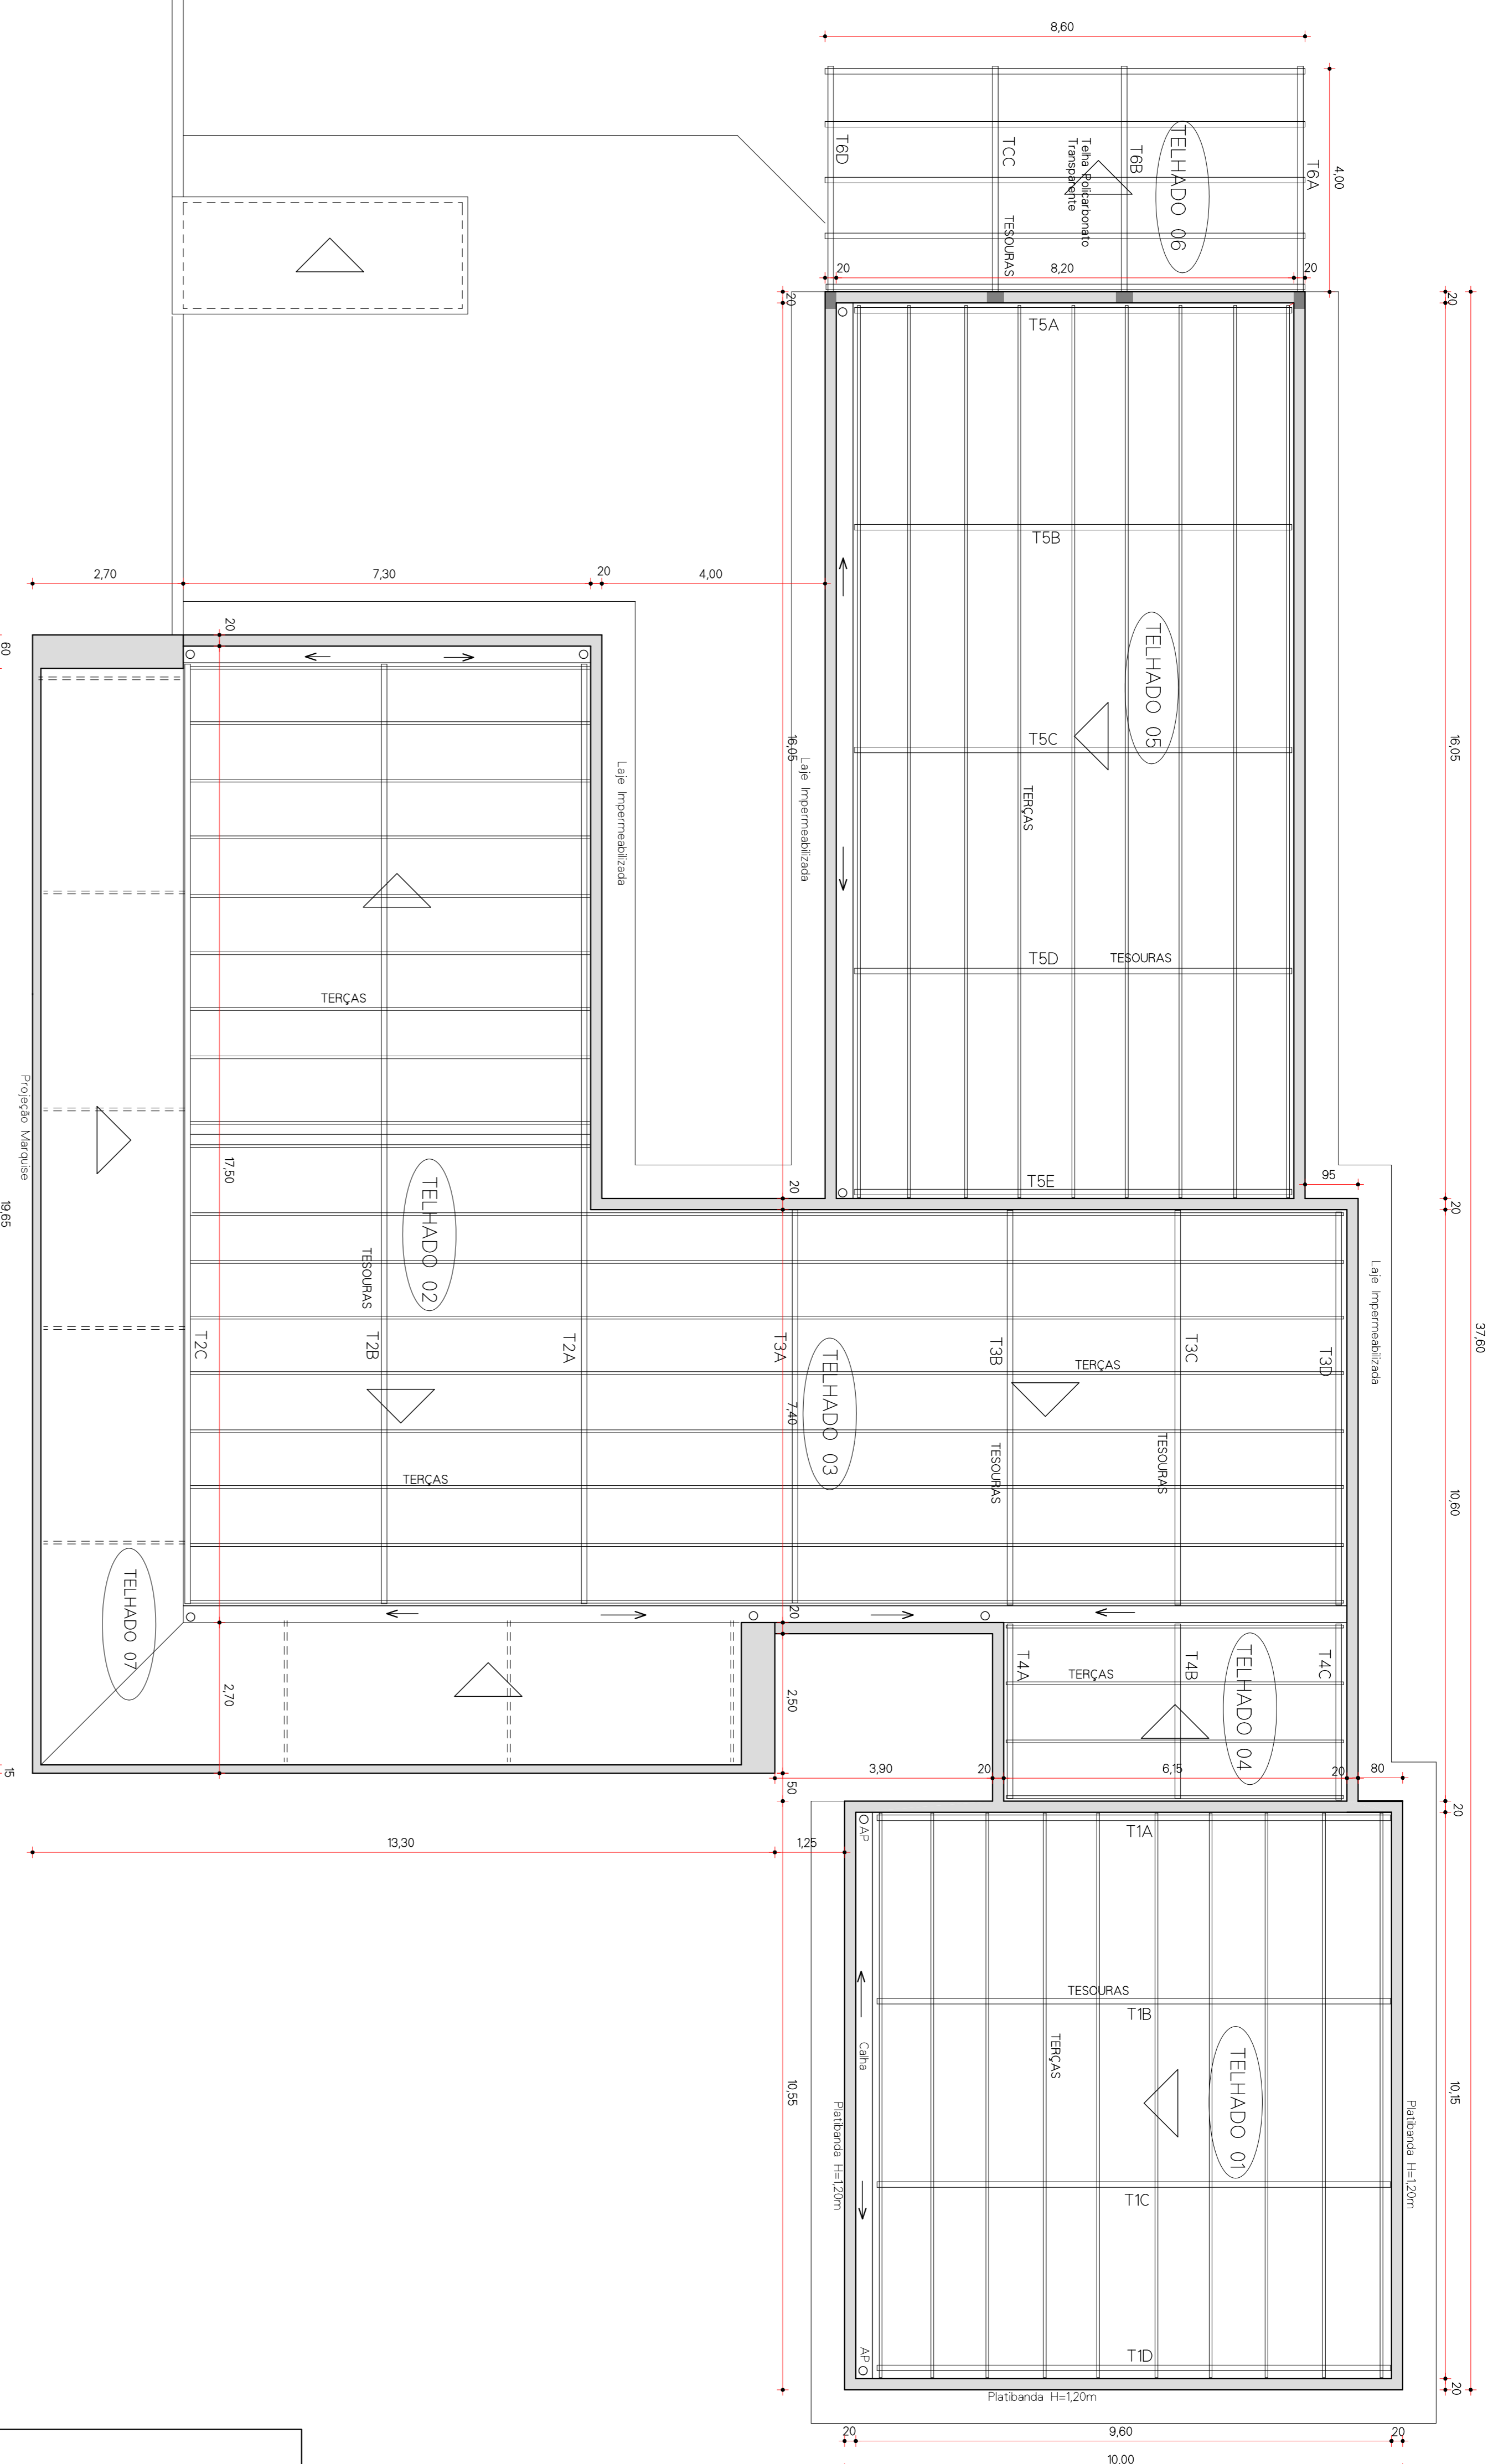 8,60
4,00
TELHADO 06
T6A
T6B
TCC
T6D
Telha Policarbonato
Transparente
TESOURAS
20
8,20
20
20
20
T5A
T5B
TELHADO 05
T5C
TERÇAS
T5D
TESOURAS
T5E
16,05
16,05
37,60
Laje Impermeabilizada
Laje Impermeabilizada
2,70
7,30
20
4,00
20
60
TERÇAS
17,50
TELHADO 02
TESOURAS
T2C
T2B
T2A
TERÇAS
Projeção Marquise
19,65
20
95
20
Laje Impermeabilizada
T3A
TELHADO 03
T3B
T3C
T3D
TERÇAS
7,40
TESOURAS
TESOURAS
10,60
20
TELHADO 07
2,70
15
2,50
50
T4A
TERÇAS
T4B
TELHADO 04
T4C
3,90
20
6,15
20
80
20
13,30
1,25
AP
T1A
TESOURAS
T1B
TERÇAS
Calha
TELHADO 01
10,55
10,15
Platibanda H=1,20m
Platibanda H=1,20m
T1C
T1D
AP
Platibanda H=1,20m
20
20
9,60
20
10,00